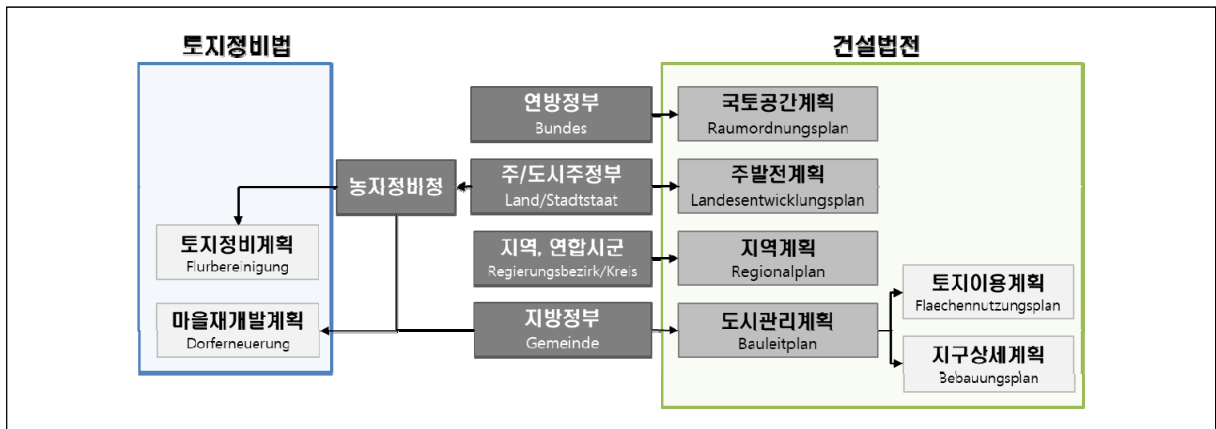 토지정비법
건설법전
연방정부
Bundes
국토공간계획
Raumordnungsplan
농지정비청
주/도시주정부
Land/Stadtstaat
주발전계획
Landesentwicklungsplan
토지정비계획
Flurbereinigung
지역, 연합시군
Regierungsbezirk/Kreis
지역계획
Regionalplan
토지이용계획
Flaechennutzungsplan
마을재개발계획
Dorferneuerung
지방정부
Gemeinde
도시관리계획
Bauleitplan
지구상세계획
Bebauungsplan